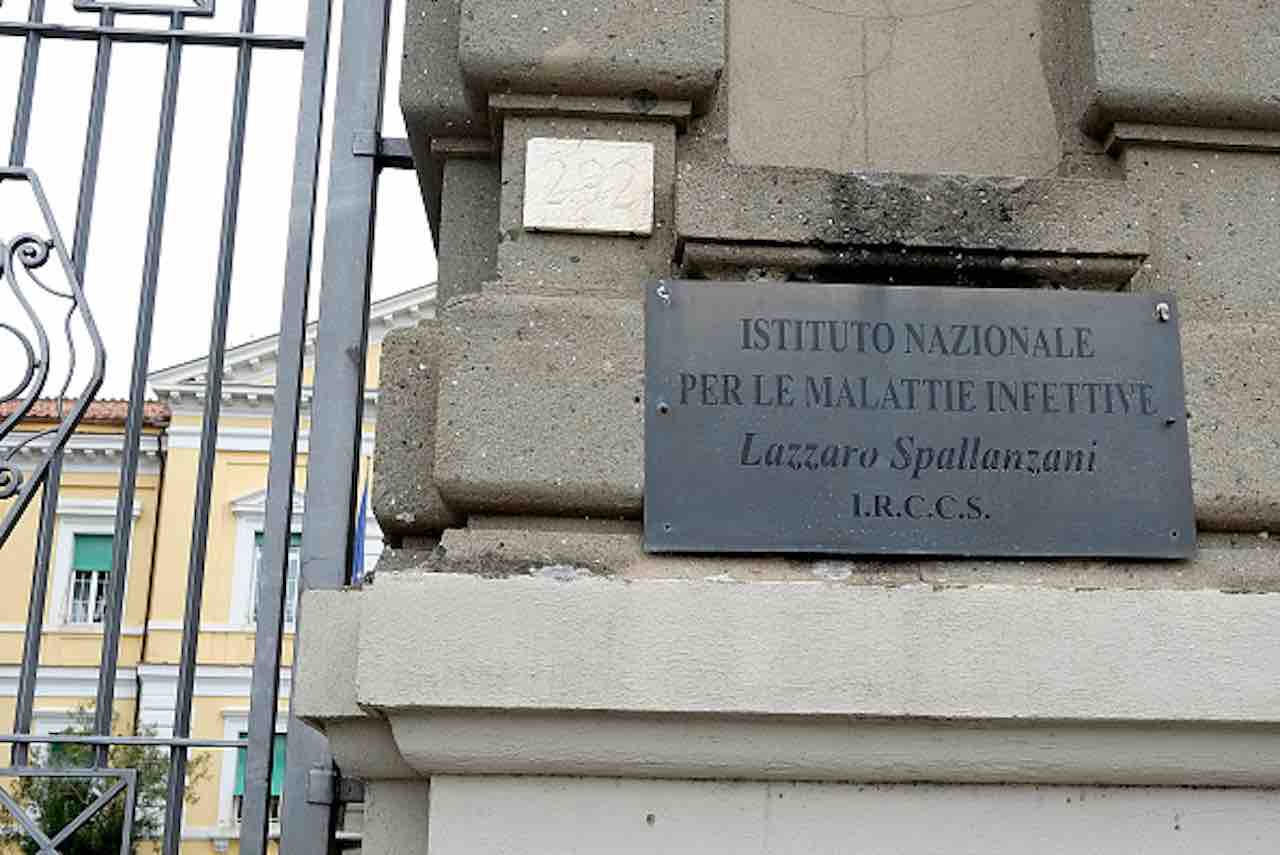 292
ISTITUTO NAZIONALE
PER LE MALATTIE INFETTIVE
Lazzaro Spallanzani
I.R.C.C.S.